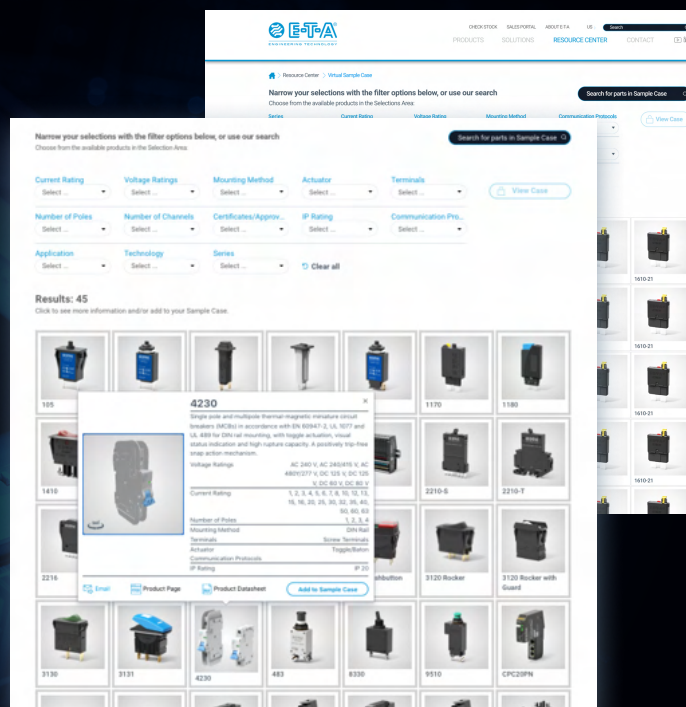 E-T-A
ENGINEERING TECHNOLOGY
CHECK STOCK SALES PORTAL ABOUT E-T-A US Search
PRODUCTS SOLUTIONS RESOURCE CENTER CONTACT
> Resource Center > Virtual Sample Case
Narrow your selections with the filter options below, or use our search
Choose from the available products in the Selections Area:
Search for parts in Sample Case
Series Current Rating Voltage Rating Mounting Method Communication Protocols
View Case
1610-21
1610-21
1610-21
1610-21
Narrow your selections with the filter options below, or use our search
Choose from the available products in the Selection Area
Search for parts in Sample Case
Current Rating Voltage Ratings Mounting Method Actuator Terminals
Select ... Select ... Select ... Select ... Select ...
View Case
Number of Poles Number of Channels Certificates/Approv... IP Rating Communication Pro...
Select ... Select ... Select ... Select ... Select ...
Application Technology Series
Select ... Select ... Select ... Clear all
Results: 45
Click to see more information and/or add to your Sample Case.
105 1170 1180
4230
Single pole and multipole thermal-magnetic miniature circuit
breakers (MCBs) in accordance with EN 60947-2, UL 1077 and
UL 489 for DIN rail mounting, with toggle actuation, visual
status indication and high rupture capacity. A positively trip-free
snap action mechanism.
Voltage Ratings AC 240 V, AC 240/415 V, AC
480Y/277 V, DC 125 V, DC 125
V, DC 60 V, DC 80 V
Current Rating 1, 2, 3, 4, 5, 6, 7, 8, 10, 12, 13,
15, 16, 20, 25, 30, 32, 35, 40,
50, 60, 63
Number of Poles 1, 2, 3, 4
Mounting Method DIN Rail
Terminals Screw Terminals
Actuator Toggle/Baton
Communication Protocols
IP Rating IP 20
Email Product Page Product Datasheet Add to Sample Case
1410 2210-S 2210-T
2216 shbutton 3120 Rocker 3120 Rocker with
Guard
3130 3131 4230 483 8330 9510 CPC20PN